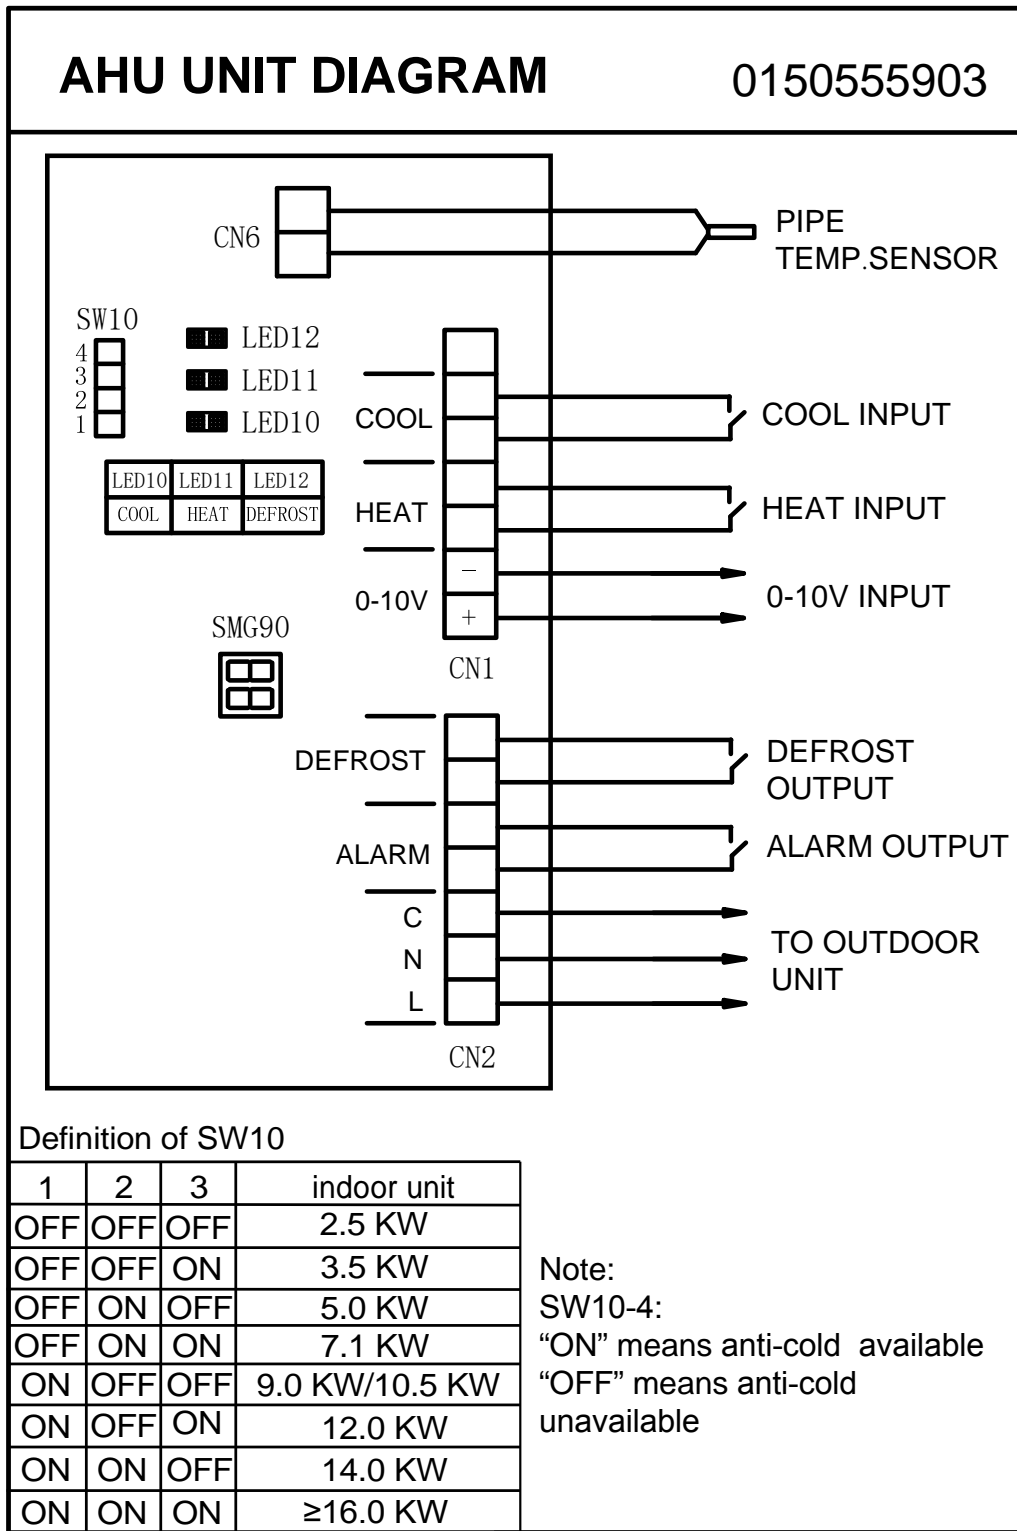 AHU UNIT DIAGRAM 0150555903
CN6
PIPE
TEMP.SENSOR
SW10
4
3
2
1
LED12
LED11
LED10
LED10 LED11 LED12
COOL HEAT DEFROST
COOL
HEAT
0-10V
−
+
CN1
COOL INPUT
HEAT INPUT
0-10V INPUT
SMG90
DEFROST
ALARM
C
N
L
CN2
DEFROST
OUTPUT
ALARM OUTPUT
TO OUTDOOR
UNIT
Definition of SW10
1 2 3 indoor unit
OFF OFF OFF 2.5 KW
OFF OFF ON 3.5 KW
OFF ON OFF 5.0 KW
OFF ON ON 7.1 KW
ON OFF OFF 9.0 KW/10.5 KW
ON OFF ON 12.0 KW
ON ON OFF 14.0 KW
ON ON ON ≥16.0 KW
Note:
SW10-4:
“ON” means anti-cold available
“OFF” means anti-cold
unavailable